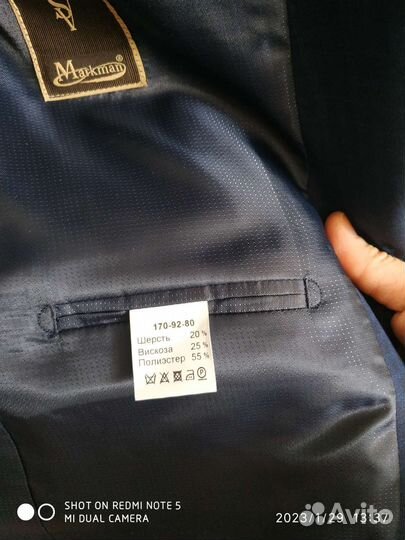 Markman®
170-92-80
Шерсть 20%
Вискоза 25%
Полиэстер 55%
P
SHOT ON REDMI NOTE 5
MI DUAL CAMERA
2023/1/29 13:37
Avito